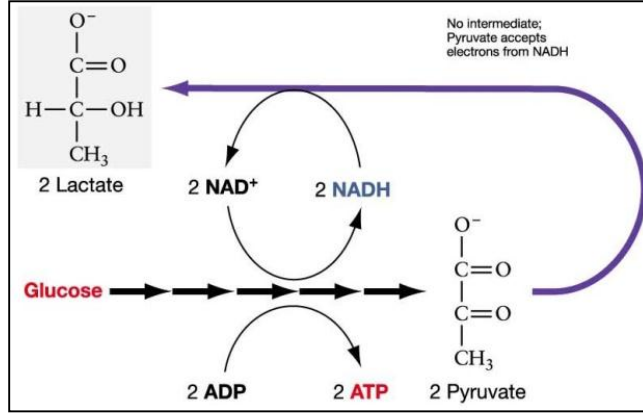 No intermediate;
Pyruvate accepts
electrons from NADH
O⁻
C=O
H—C—OH
CH₃
2 Lactate
2 NAD⁺
2 NADH
O⁻
C=O
C=O
CH₃
Glucose
2 ADP
2 ATP
2 Pyruvate